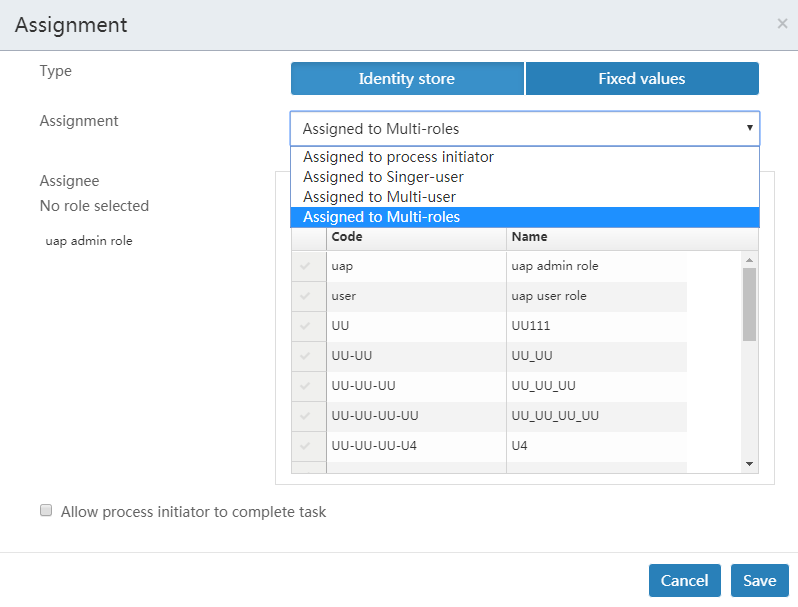 Assignment ×
Type Identity store Fixed values
Assignment Assigned to Multi-roles
Assigned to process initiator
Assigned to Singer-user
Assigned to Multi-user
Assigned to Multi-roles
Assignee
No role selected
uap admin role
Code Name
uap uap admin role
user uap user role
UU UU111
UU-UU UU_UU
UU-UU-UU UU_UU_UU
UU-UU-UU-UU UU_UU_UU_UU
UU-UU-UU-U4 U4
Allow process initiator to complete task
Cancel Save